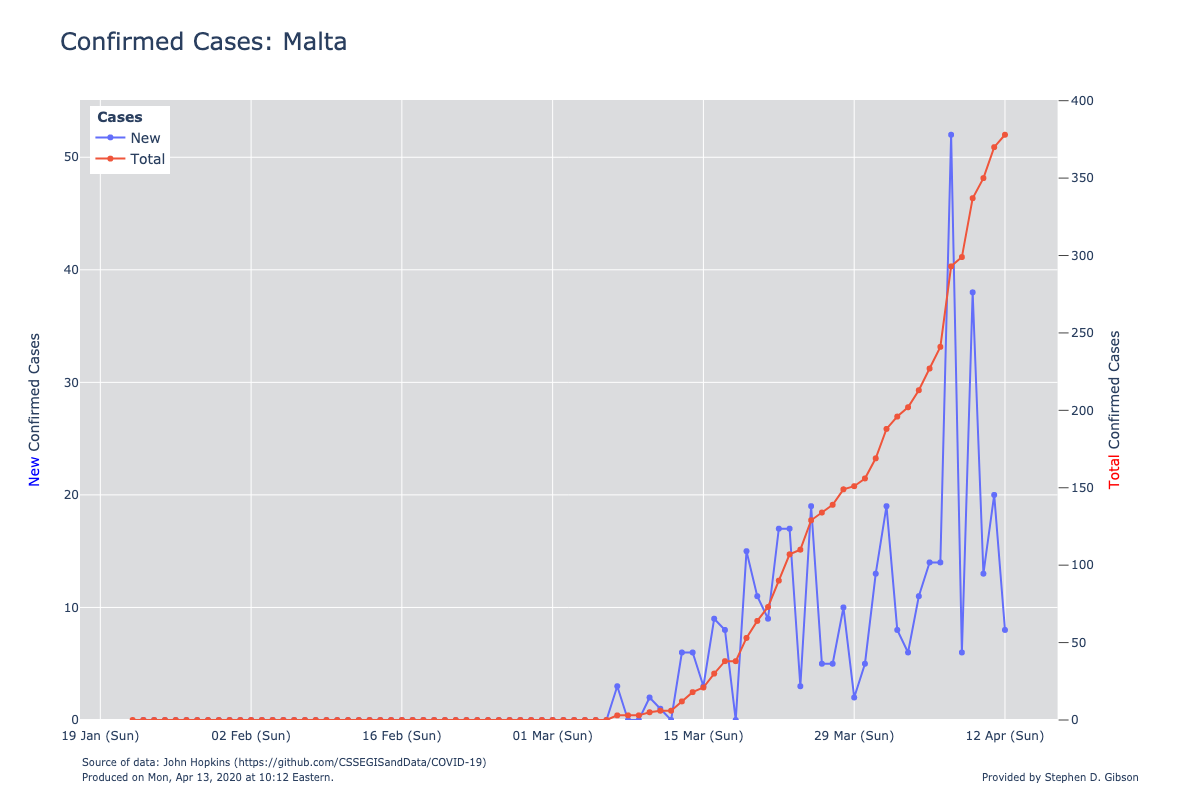 Confirmed Cases: Malta
Cases
New
Total
400
350
300
250
200
150
100
50
0
50
40
30
20
10
0
New Confirmed Cases
Total Confirmed Cases
19 Jan (Sun)
02 Feb (Sun)
16 Feb (Sun)
01 Mar (Sun)
15 Mar (Sun)
29 Mar (Sun)
12 Apr (Sun)
Source of data: John Hopkins (https://github.com/CSSEGISandData/COVID-19)
Produced on Mon, Apr 13, 2020 at 10:12 Eastern.
Provided by Stephen D. Gibson